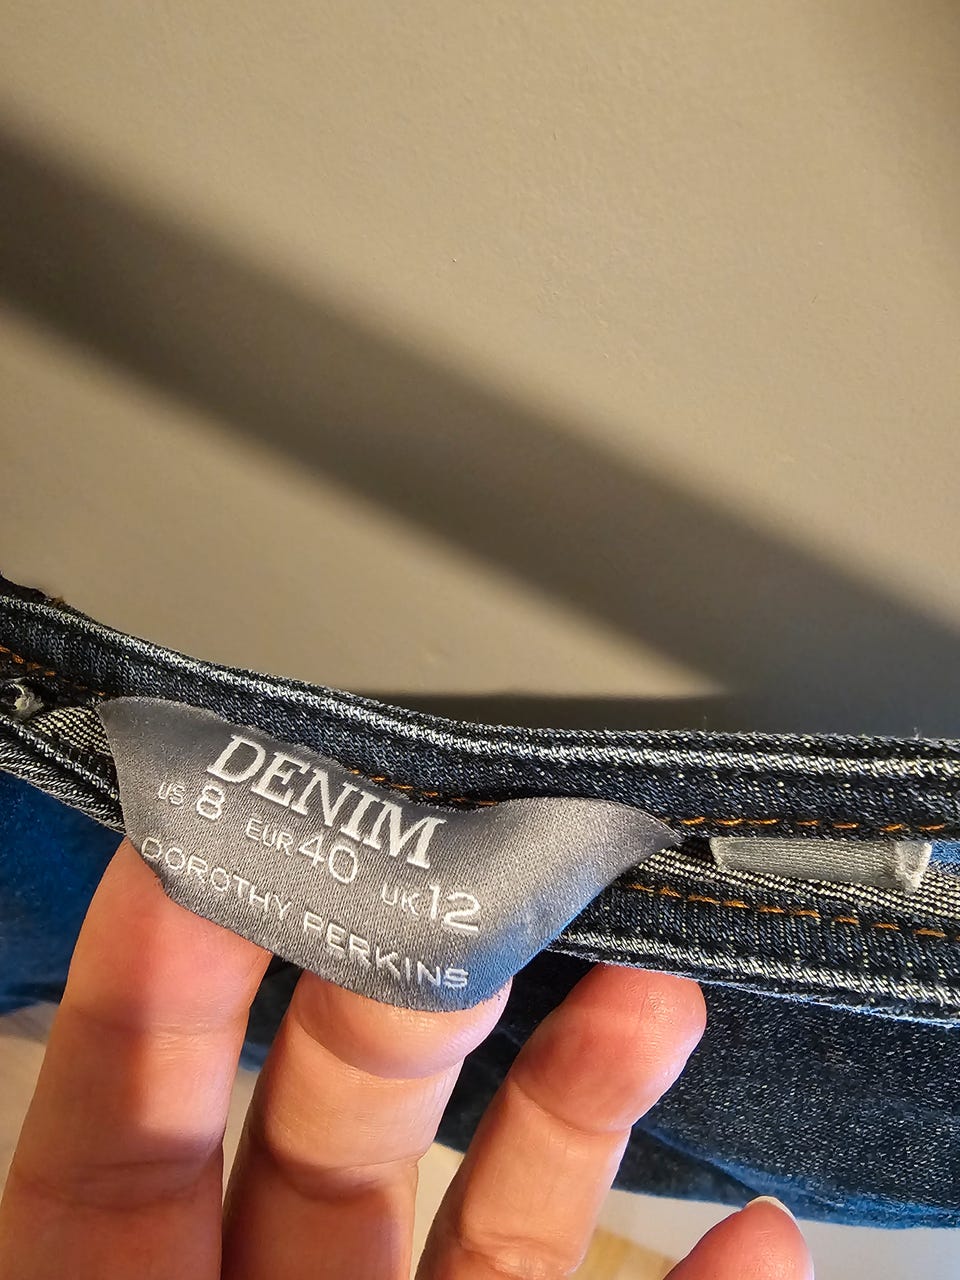 DENIM
US 8 EUR 40 UK 12
DOROTHY PERKINS